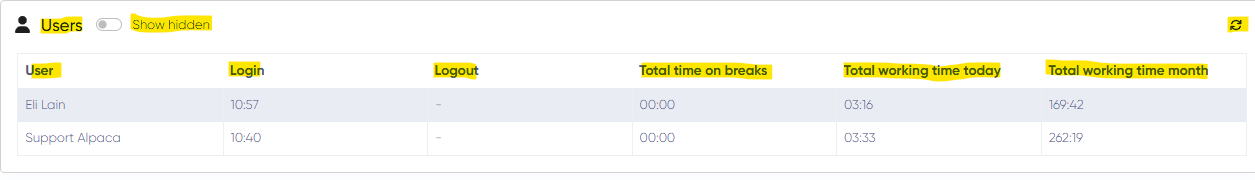 Users Show hidden
User Login Logout Total time on breaks Total working time today Total working time month
Eli Lain 10:57 - 00:00 03:16 169:42
Support Alpaca 10:40 - 00:00 03:33 262:19